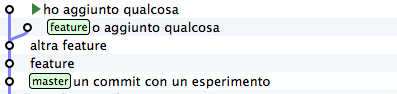 ho aggiunto qualcosa
feature o aggiunto qualcosa
altra feature
feature
master un commit con un esperimento